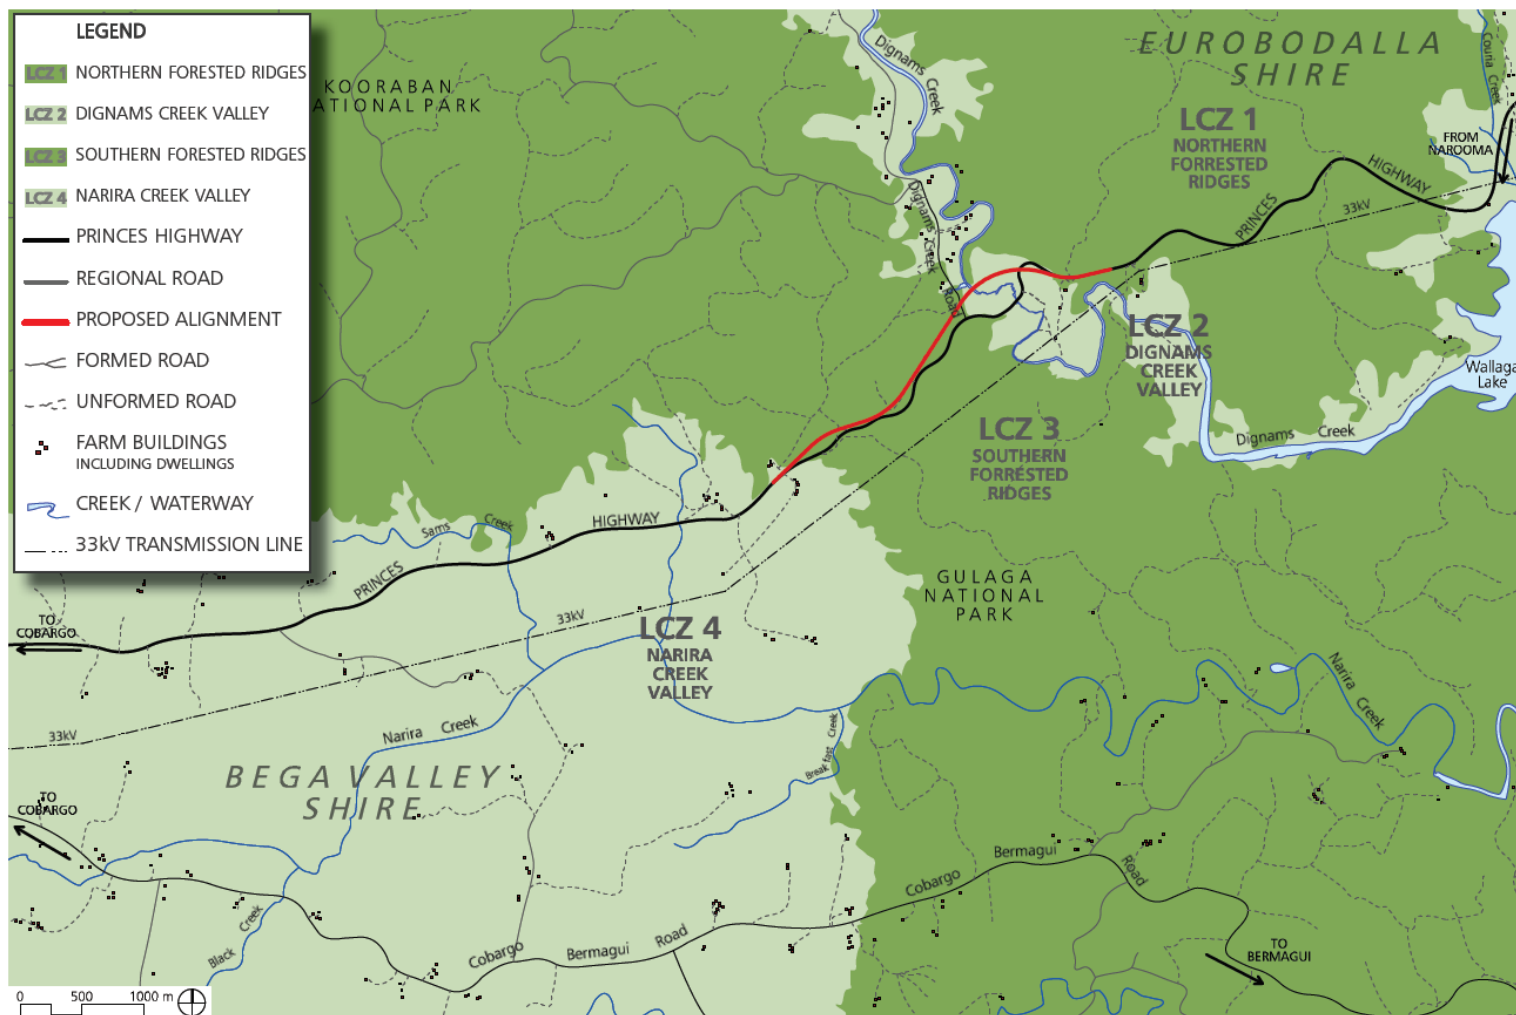 LEGEND
LCZ 1 NORTHERN FORESTED RIDGES
LCZ 2 DIGNAMS CREEK VALLEY
LCZ 3 SOUTHERN FORESTED RIDGES
LCZ 4 NARIRA CREEK VALLEY
PRINCES HIGHWAY
REGIONAL ROAD
PROPOSED ALIGNMENT
FORMED ROAD
UNFORMED ROAD
FARM BUILDINGS
INCLUDING DWELLINGS
CREEK / WATERWAY
33kV TRANSMISSION LINE
KOORABAN
NATIONAL PARK
Dignams Creek
EUROBODALLA
SHIRE
Couria Creek
LCZ 1
NORTHERN
FORRESTED
RIDGES
FROM
NAROOMA
PRINCES HIGHWAY
33kV
Dignams Creek Road
LCZ 2
DIGNAMS
CREEK
VALLEY
Wallaga
Lake
Dignams Creek
LCZ 3
SOUTHERN
FORRESTED
RIDGES
Sams Creek
PRINCES HIGHWAY
GULAGA
NATIONAL
PARK
TO
COBARGO
33kV
LCZ 4
NARIRA
CREEK
VALLEY
Narira Creek
33kV
Narira Creek
Breakfast Creek
BEGA VALLEY
SHIRE
TO
COBARGO
Bermagui Road
Cobargo
Black Creek
Cobargo Bermagui Road
TO
BERMAGUI
0 500 1000 m